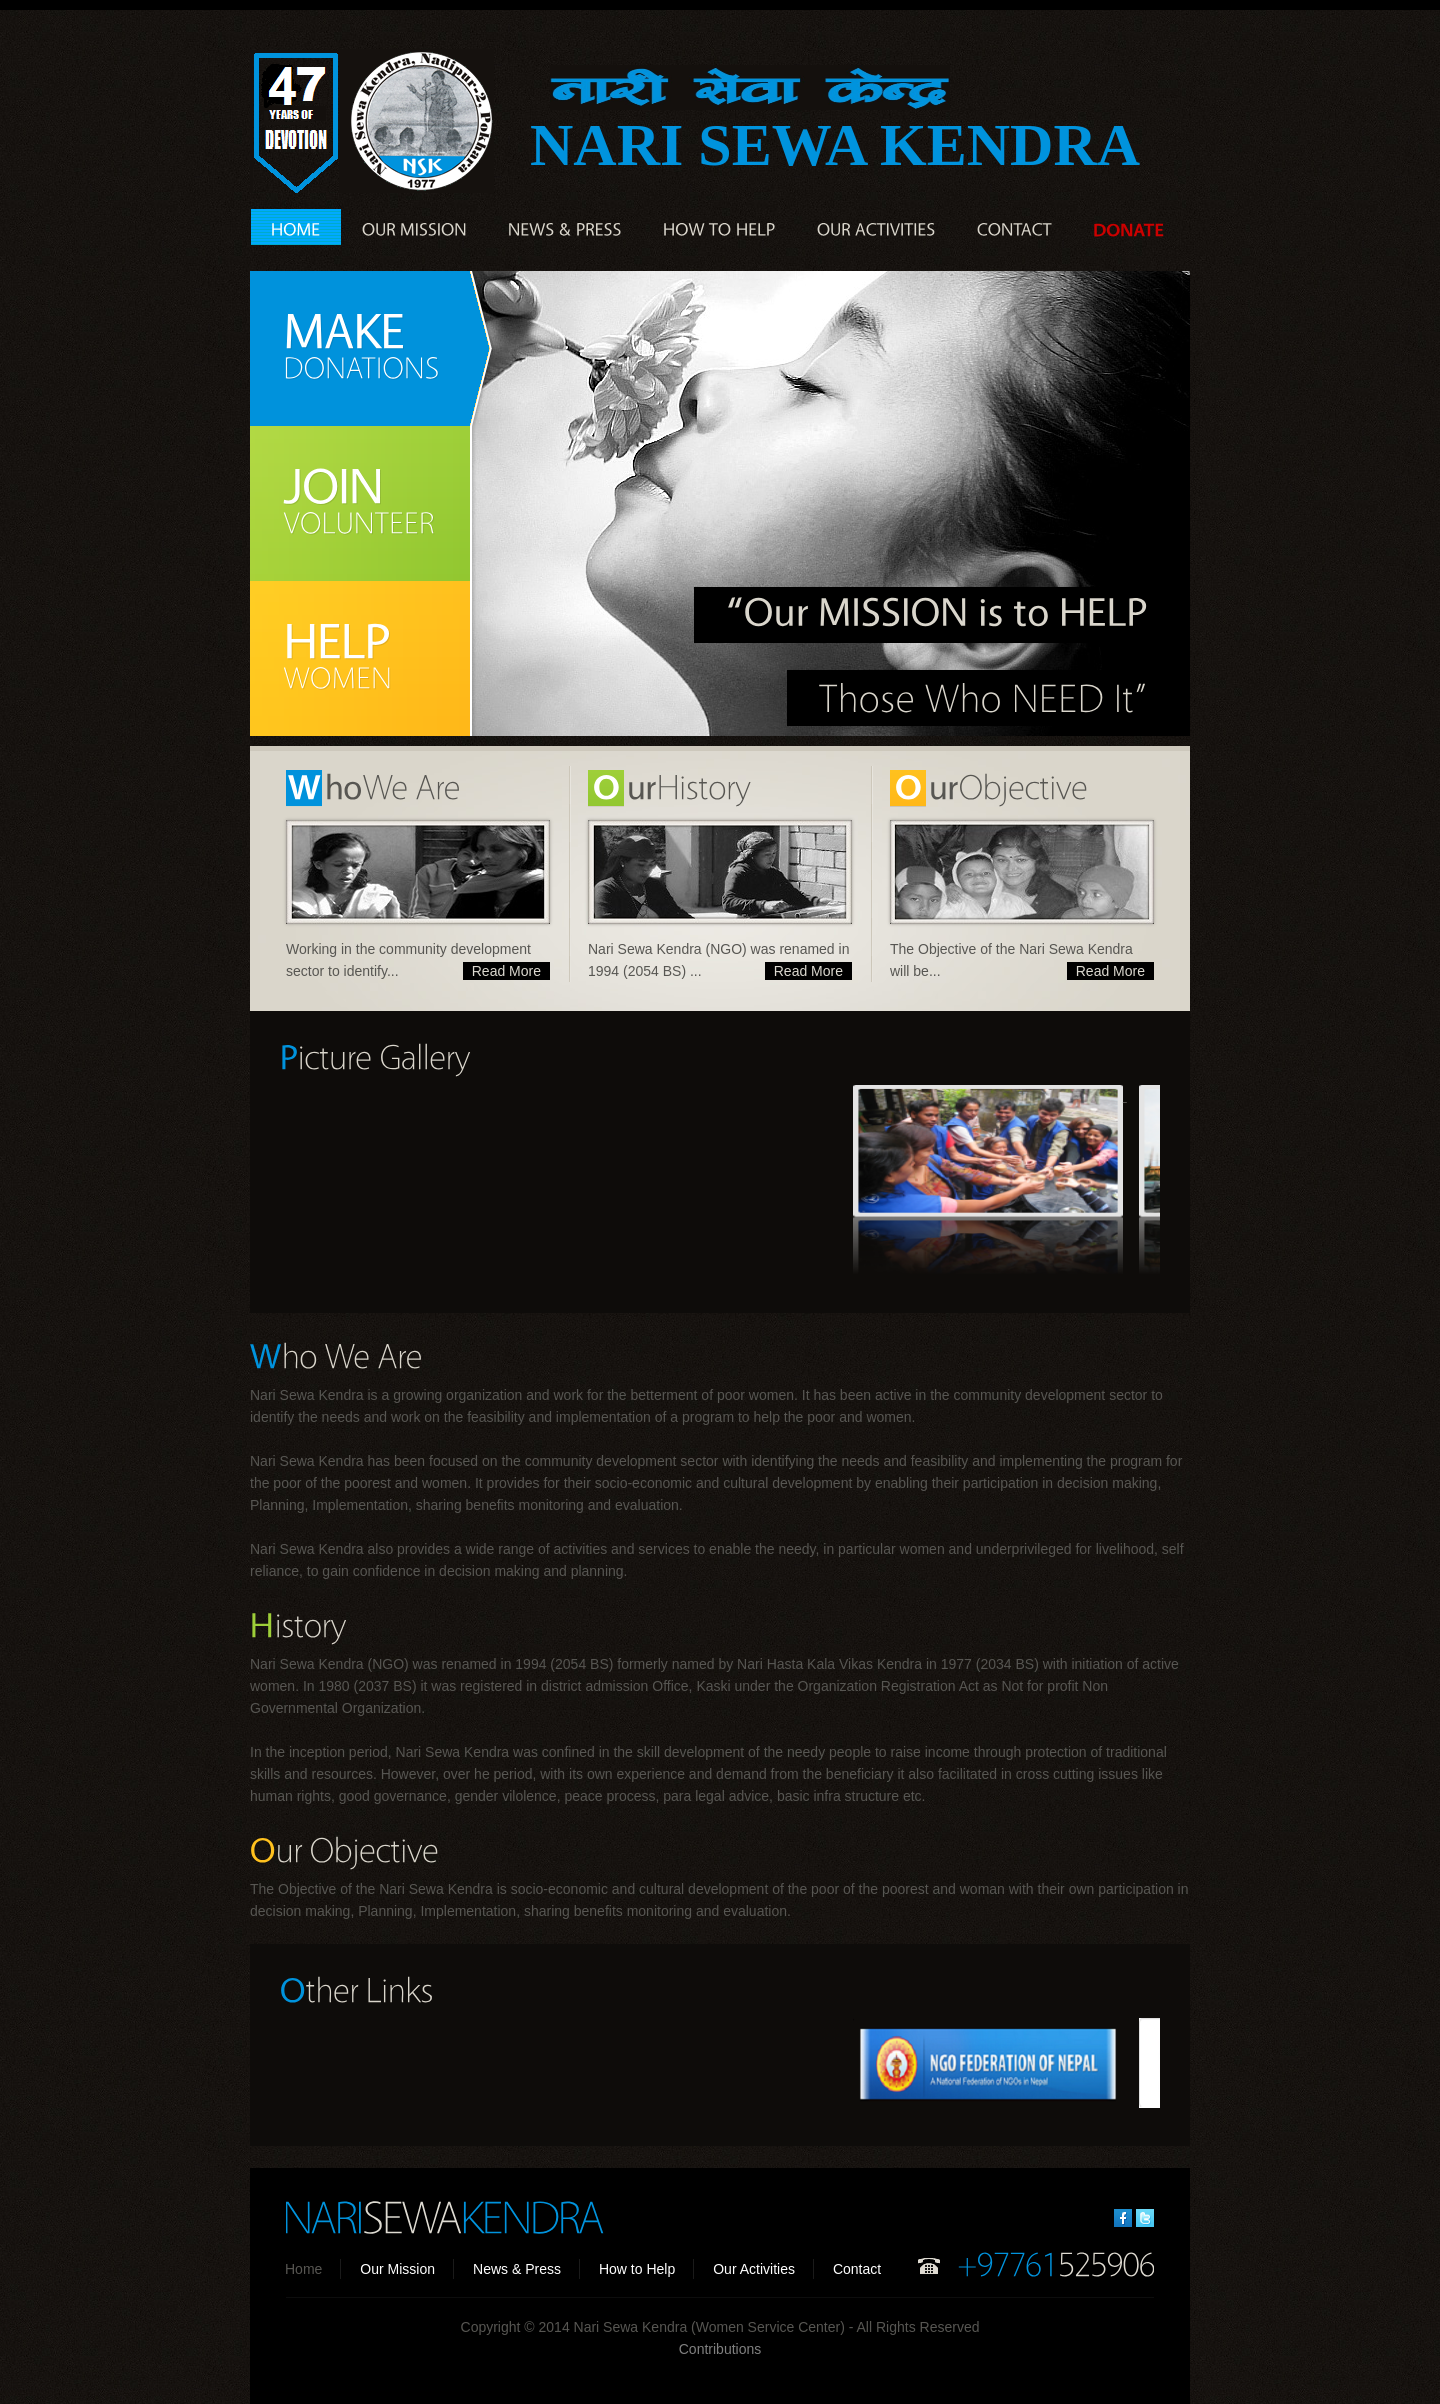 47
YEARS OF
DEVOTION
Nari Sewa Kendra, Nadipur-2, Pokhara
NSK
1977
नारी सेवा केन्द्र
NARI SEWA KENDRA
HOME OUR MISSION NEWS & PRESS HOW TO HELP OUR ACTIVITIES CONTACT DONATE
MAKE
DONATIONS
JOIN
VOLUNTEER
HELP
WOMEN
“Our MISSION is to HELP
Those Who NEED It”
WhoWe Are
OurHistory
OurObjective
Working in the community development
sector to identify... Read More
Nari Sewa Kendra (NGO) was renamed in
1994 (2054 BS) ... Read More
The Objective of the Nari Sewa Kendra
will be... Read More
Picture Gallery
Who We Are
Nari Sewa Kendra is a growing organization and work for the betterment of poor women. It has been active in the community development sector to
identify the needs and work on the feasibility and implementation of a program to help the poor and women.
Nari Sewa Kendra has been focused on the community development sector with identifying the needs and feasibility and implementing the program for
the poor of the poorest and women. It provides for their socio-economic and cultural development by enabling their participation in decision making,
Planning, Implementation, sharing benefits monitoring and evaluation.
Nari Sewa Kendra also provides a wide range of activities and services to enable the needy, in particular women and underprivileged for livelihood, self
reliance, to gain confidence in decision making and planning.
History
Nari Sewa Kendra (NGO) was renamed in 1994 (2054 BS) formerly named by Nari Hasta Kala Vikas Kendra in 1977 (2034 BS) with initiation of active
women. In 1980 (2037 BS) it was registered in district admission Office, Kaski under the Organization Registration Act as Not for profit Non
Governmental Organization.
In the inception period, Nari Sewa Kendra was confined in the skill development of the needy people to raise income through protection of traditional
skills and resources. However, over he period, with its own experience and demand from the beneficiary it also facilitated in cross cutting issues like
human rights, good governance, gender vilolence, peace process, para legal advice, basic infra structure etc.
Our Objective
The Objective of the Nari Sewa Kendra is socio-economic and cultural development of the poor of the poorest and woman with their own participation in
decision making, Planning, Implementation, sharing benefits monitoring and evaluation.
Other Links
NGO FEDERATION OF NEPAL
A National Federation of NGOs in Nepal
NARISEWAKENDRA
Home Our Mission News & Press How to Help Our Activities Contact +97761525906
Copyright © 2014 Nari Sewa Kendra (Women Service Center) - All Rights Reserved
Contributions